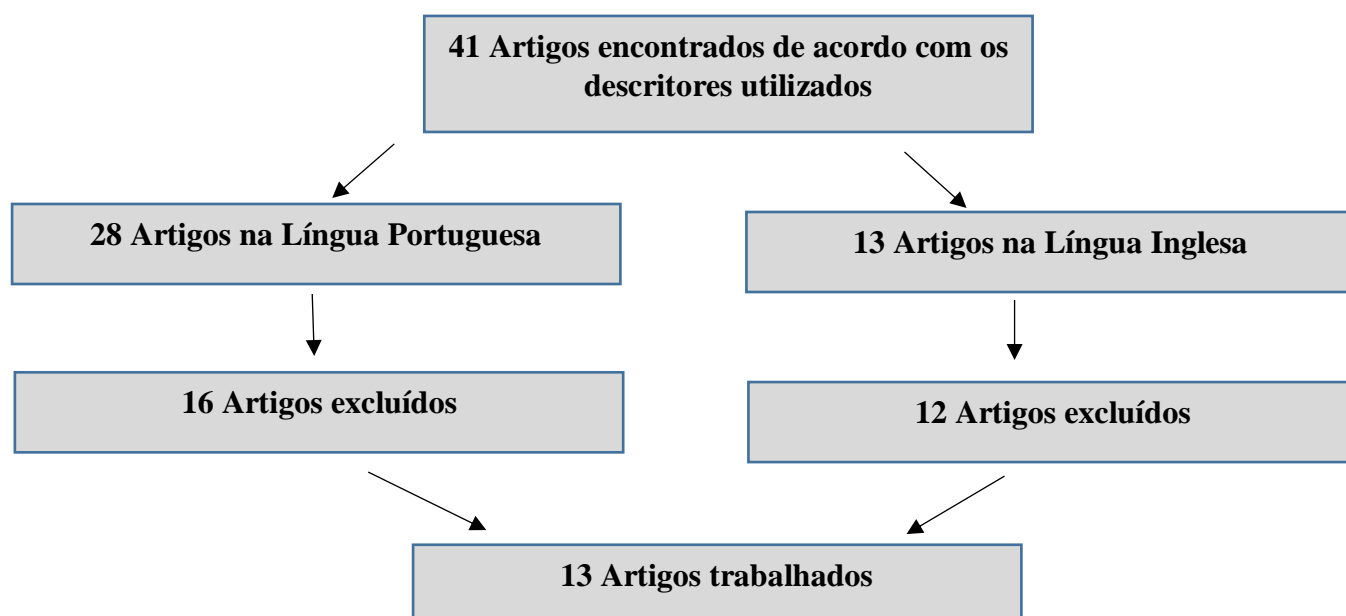 41 Artigos encontrados de acordo com os
descritores utilizados
28 Artigos na Língua Portuguesa
13 Artigos na Língua Inglesa
16 Artigos excluídos
12 Artigos excluídos
13 Artigos trabalhados